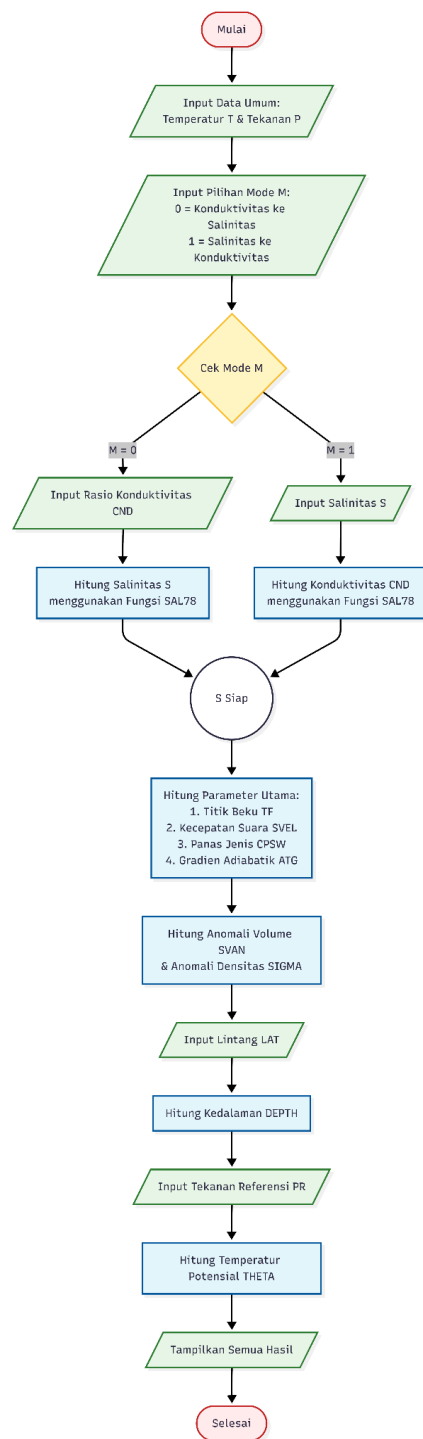 Mulai
Input Data Umum:
Temperatur T & Tekanan P
Input Pilihan Mode M:
0 = Konduktivitas ke
Salinitas
1 = Salinitas ke
Konduktivitas
Cek Mode M
M = 0
M = 1
Input Rasio Konduktivitas
CND
Input Salinitas S
Hitung Salinitas S
menggunakan Fungsi SAL78
Hitung Konduktivitas CND
menggunakan Fungsi SAL78
S Siap
Hitung Parameter Utama:
1. Titik Beku TF
2. Kecepatan Suara SVEL
3. Panas Jenis CPSW
4. Gradien Adiabatik ATG
Hitung Anomali Volume
SVAN
& Anomali Densitas SIGMA
Input Lintang LAT
Hitung Kedalaman DEPTH
Input Tekanan Referensi PR
Hitung Temperatur
Potensial THETA
Tampilkan Semua Hasil
Selesai